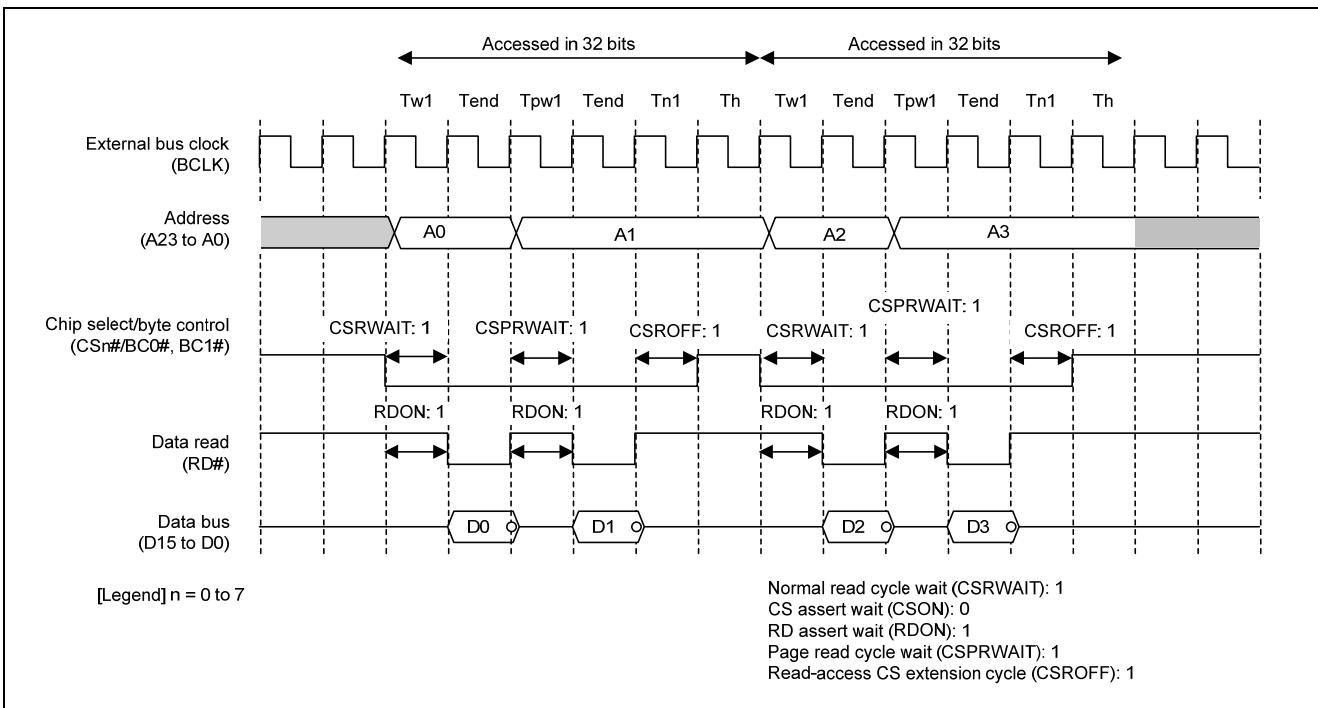 Accessed in 32 bits Accessed in 32 bits
Tw1 Tend Tpw1 Tend Tn1 Th Tw1 Tend Tpw1 Tend Tn1 Th
External bus clock
(BCLK)
Address
(A23 to A0)
A0 A1 A2 A3
Chip select/byte control
(CSn#/BC0#, BC1#)
CSPRWAIT: 1
CSRWAIT: 1 CSPRWAIT: 1 CSROFF: 1 CSRWAIT: 1 CSROFF: 1
RDON: 1 RDON: 1 RDON: 1 RDON: 1
Data read
(RD#)
Data bus
(D15 to D0)
D0 D1 D2 D3
[Legend] n = 0 to 7
Normal read cycle wait (CSRWAIT): 1
CS assert wait (CSON): 0
RD assert wait (RDON): 1
Page read cycle wait (CSPRWAIT): 1
Read-access CS extension cycle (CSROFF): 1